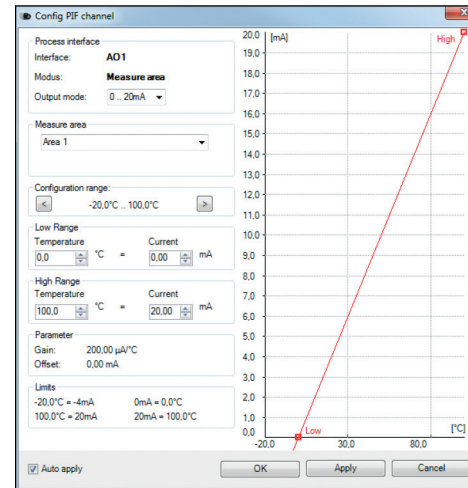 Config PIF channel
Process interface
Interface: AO1
Modus: Measure area
Output mode: 0 .. 20mA
Measure area
Area 1
Configuration range:
< -20,0°C .. 100,0°C >
Low Range
Temperature Current
0,0 °C = 0,00 mA
High Range
Temperature Current
100,0 °C = 20,00 mA
Parameter
Gain: 200,00 µA/°C
Offset: 0,00 mA
Limits
-20,0°C = -4mA 0mA = 0,0°C
100,0°C = 20mA 20mA = 100,0°C
Auto apply
20,0 [mA] High
19,0
18,0
17,0
16,0
15,0
14,0
13,0
12,0
11,0
10,0
9,0
8,0
7,0
6,0
5,0
4,0
3,0
2,0
1,0
0,0 Low [°C]
-20,0 30,0 80,0
OK Apply Cancel